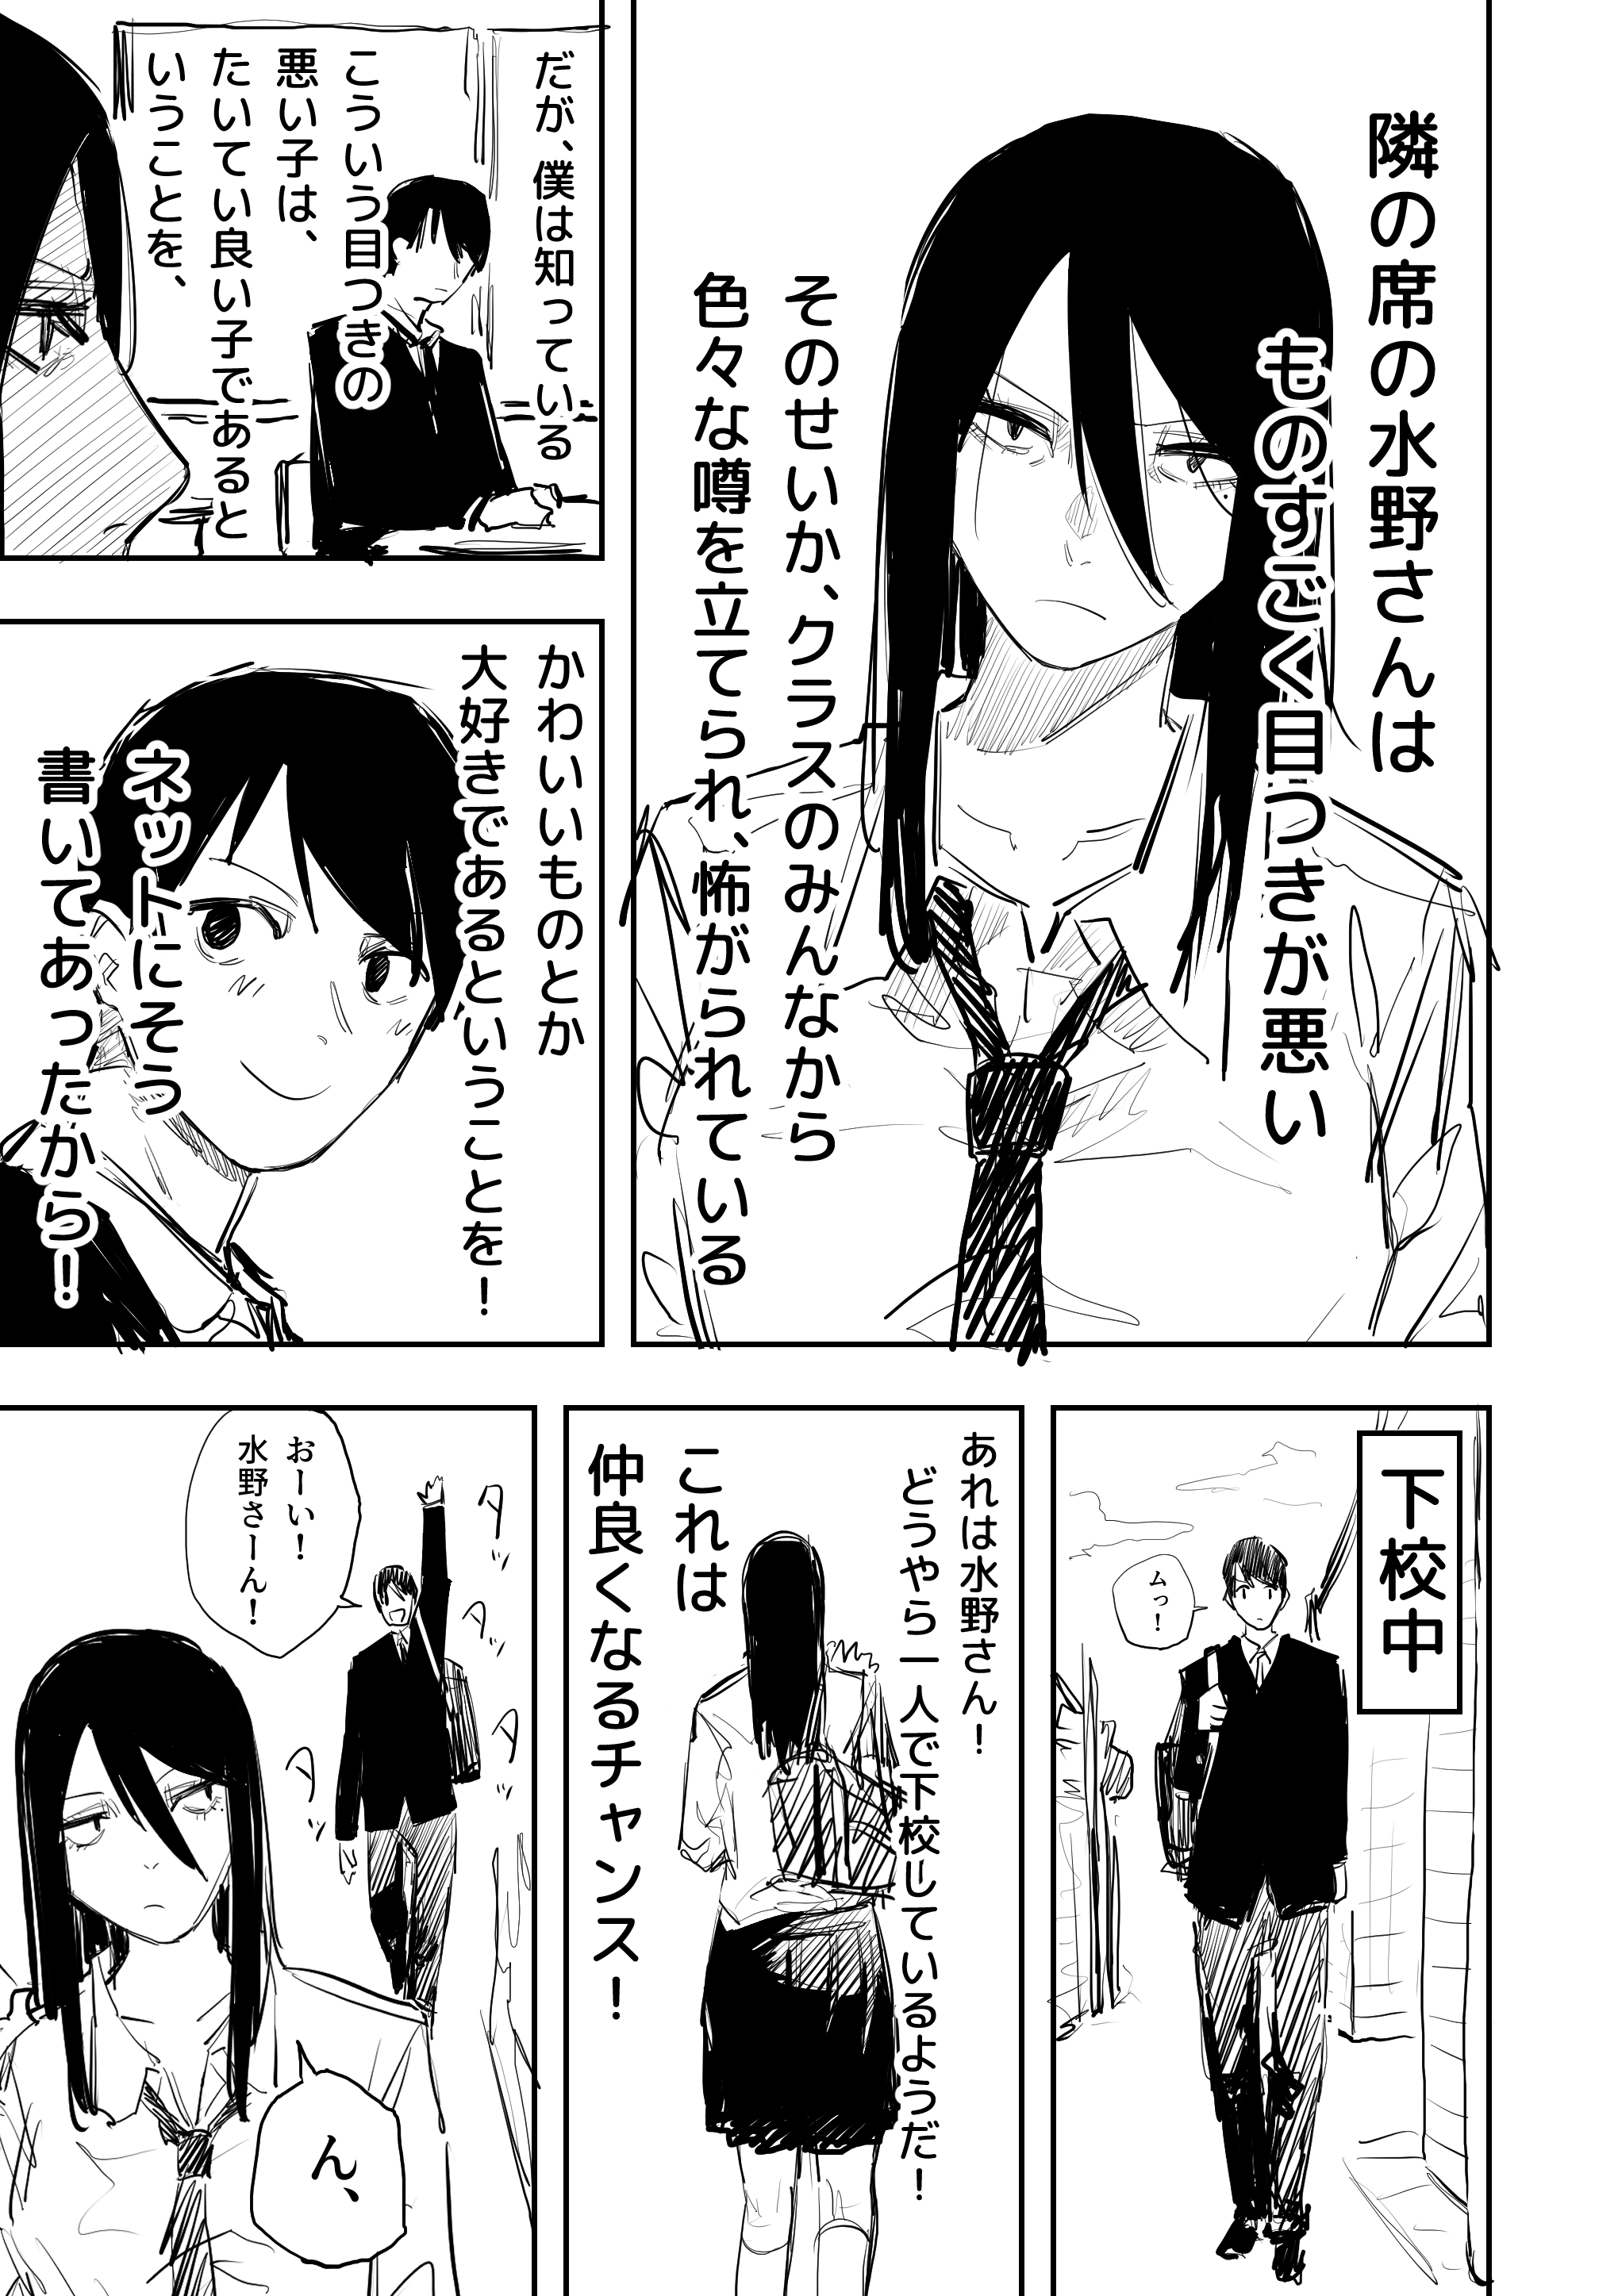 隣の席の水野さんは
ものすごく目つきが悪い
そのせいか、クラスのみんなから
色々な噂を立てられ、怖がられている
だが、僕は知っている
こういう目つきの
悪い子は、
たいてい良い子であると
いうことを、
かわいいものとか
大好きであるということを！
ネットにそう
書いてあったから！
下校中
ムっ！
あれは水野さん！
どうやら一人で下校しているようだ！
これは
仲良くなるチャンス！
タッ
タッ
タッ
おーい！
水野さーん！
ん、